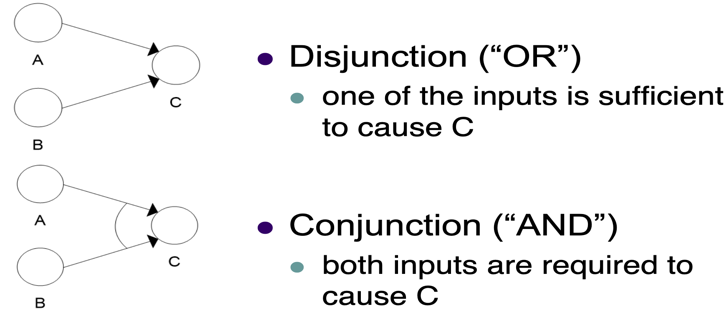 A
B
C
Disjunction (“OR”)
one of the inputs is sufficient
to cause C
A
B
C
Conjunction (“AND”)
both inputs are required to
cause C